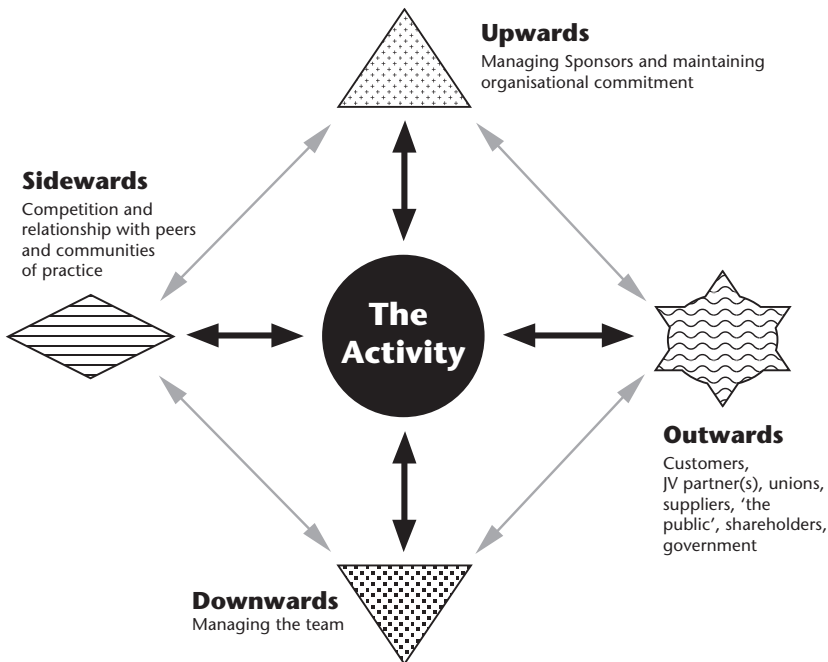 Upwards
Managing Sponsors and maintaining
organisational commitment
Sidewards
Competition and
relationship with peers
and communities
of practice
The
Activity
Outwards
Customers,
JV partner(s), unions,
suppliers, ‘the
public’, shareholders,
government
Downwards
Managing the team